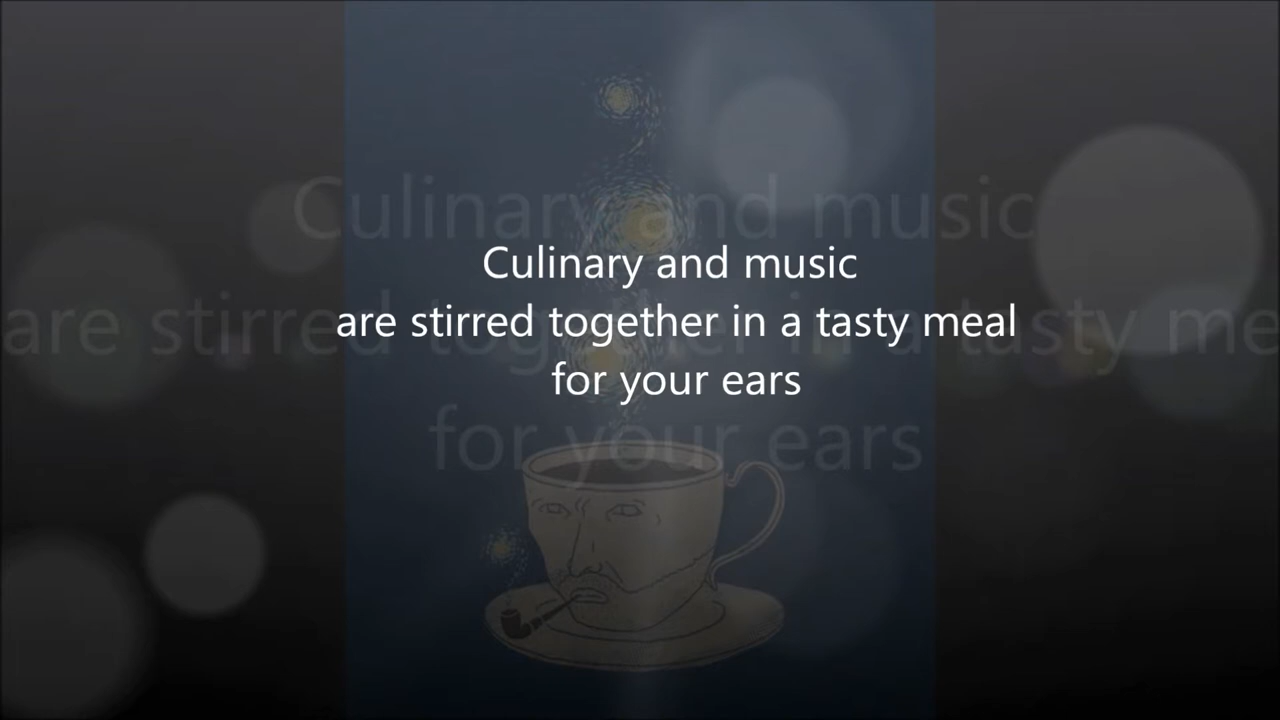 Culinary and music
are stirred together in a tasty meal
for your ears